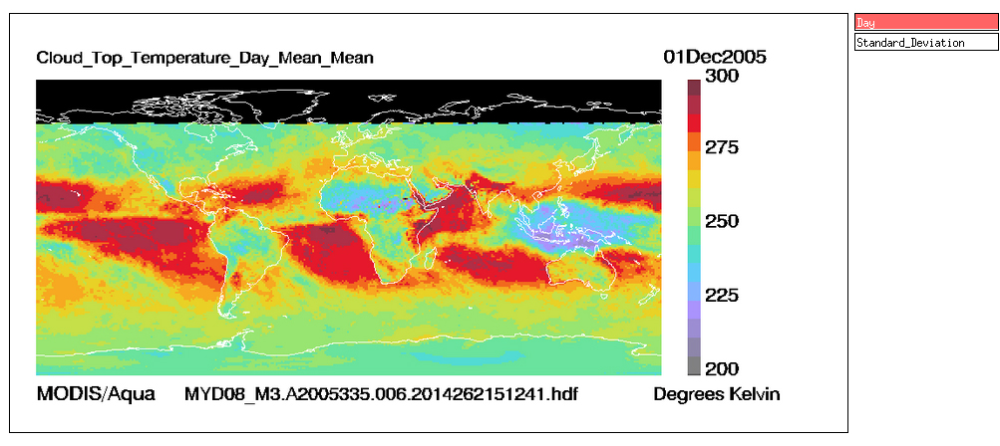 Day
Standard_Deviation
Cloud_Top_Temperature_Day_Mean_Mean
01Dec2005
300
275
250
225
200
MODIS/Aqua
MYD08_M3.A2005335.006.2014262151241.hdf
Degrees Kelvin